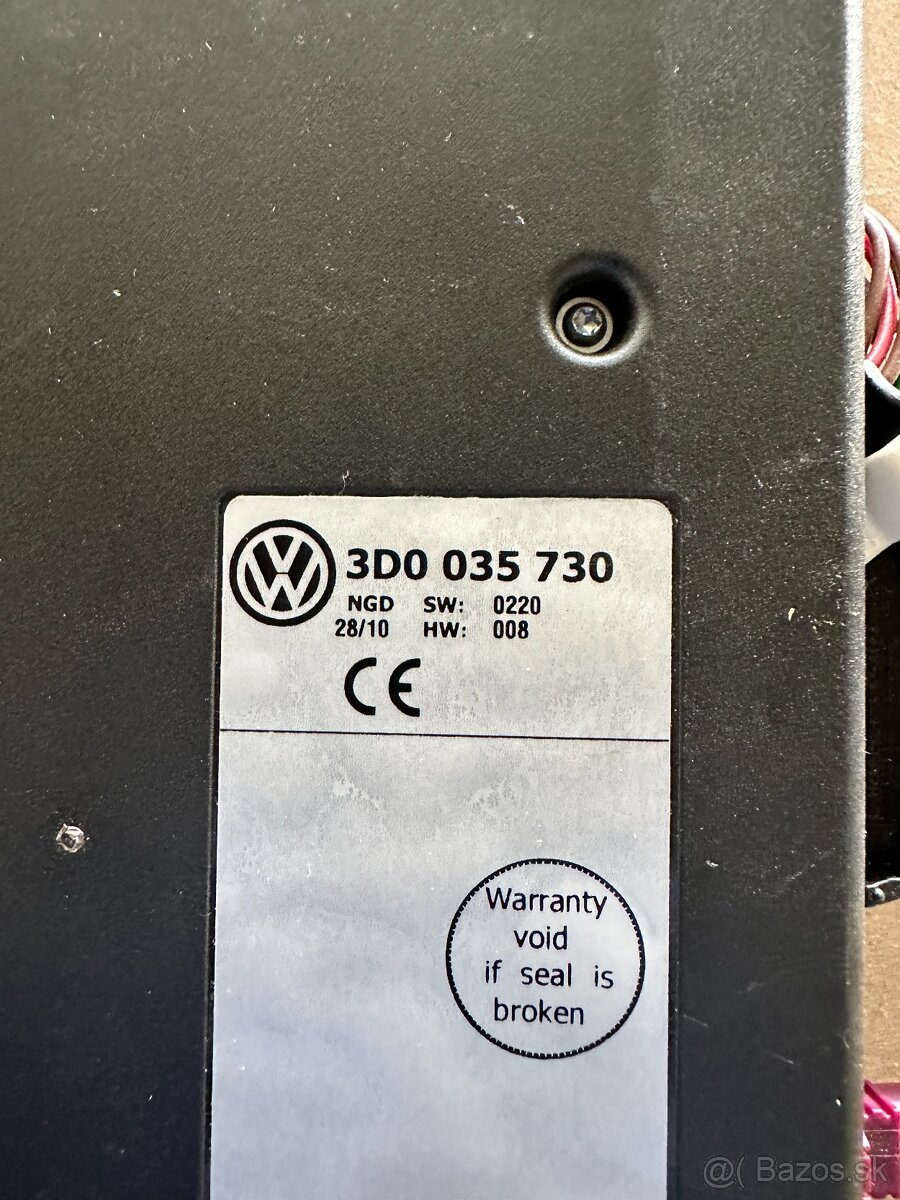 3D0 035 730
NGD SW: 0220
28/10 HW: 008
CE
Warranty
void
if seal is
broken
@( Bazos.sk